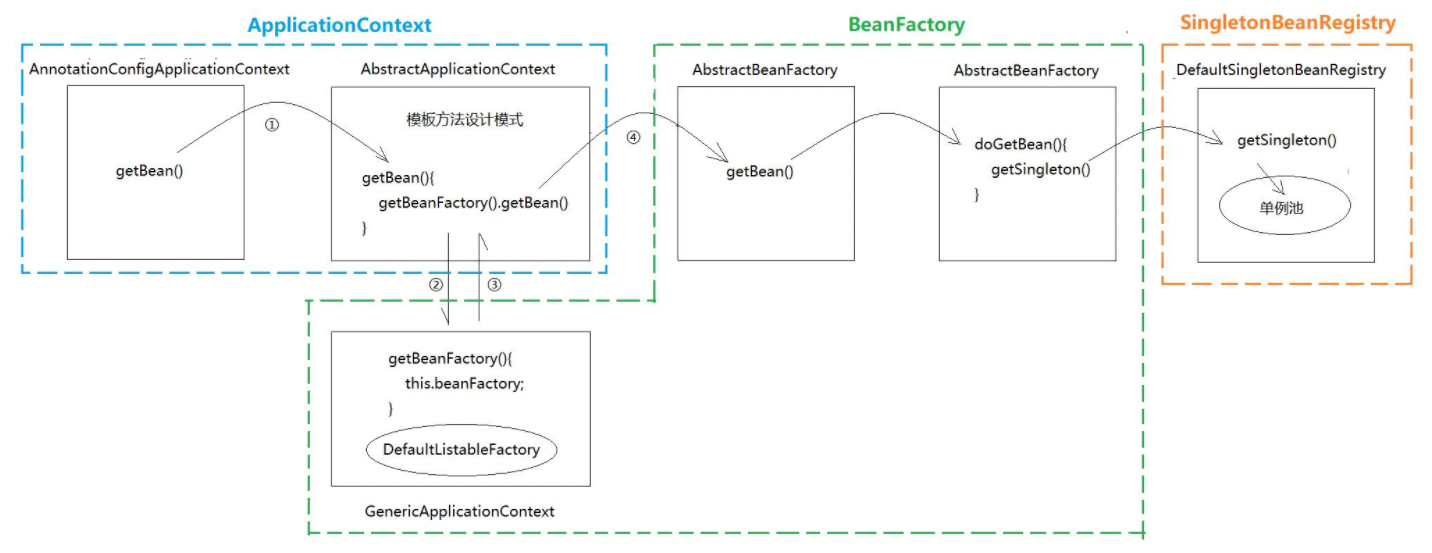 ApplicationContext
BeanFactory
SingletonBeanRegistry
AnnotationConfigApplicationContext
AbstractApplicationContext
AbstractBeanFactory
AbstractBeanFactory
DefaultSingletonBeanRegistry
getBean()
①
模板方法设计模式
getBean(){
getBeanFactory().getBean()
}
④
getBean()
doGetBean(){
getSingleton()
}
getSingleton()
单例池
②
③
getBeanFactory(){
this.beanFactory;
}
DefaultListableFactory
GenericApplicationContext